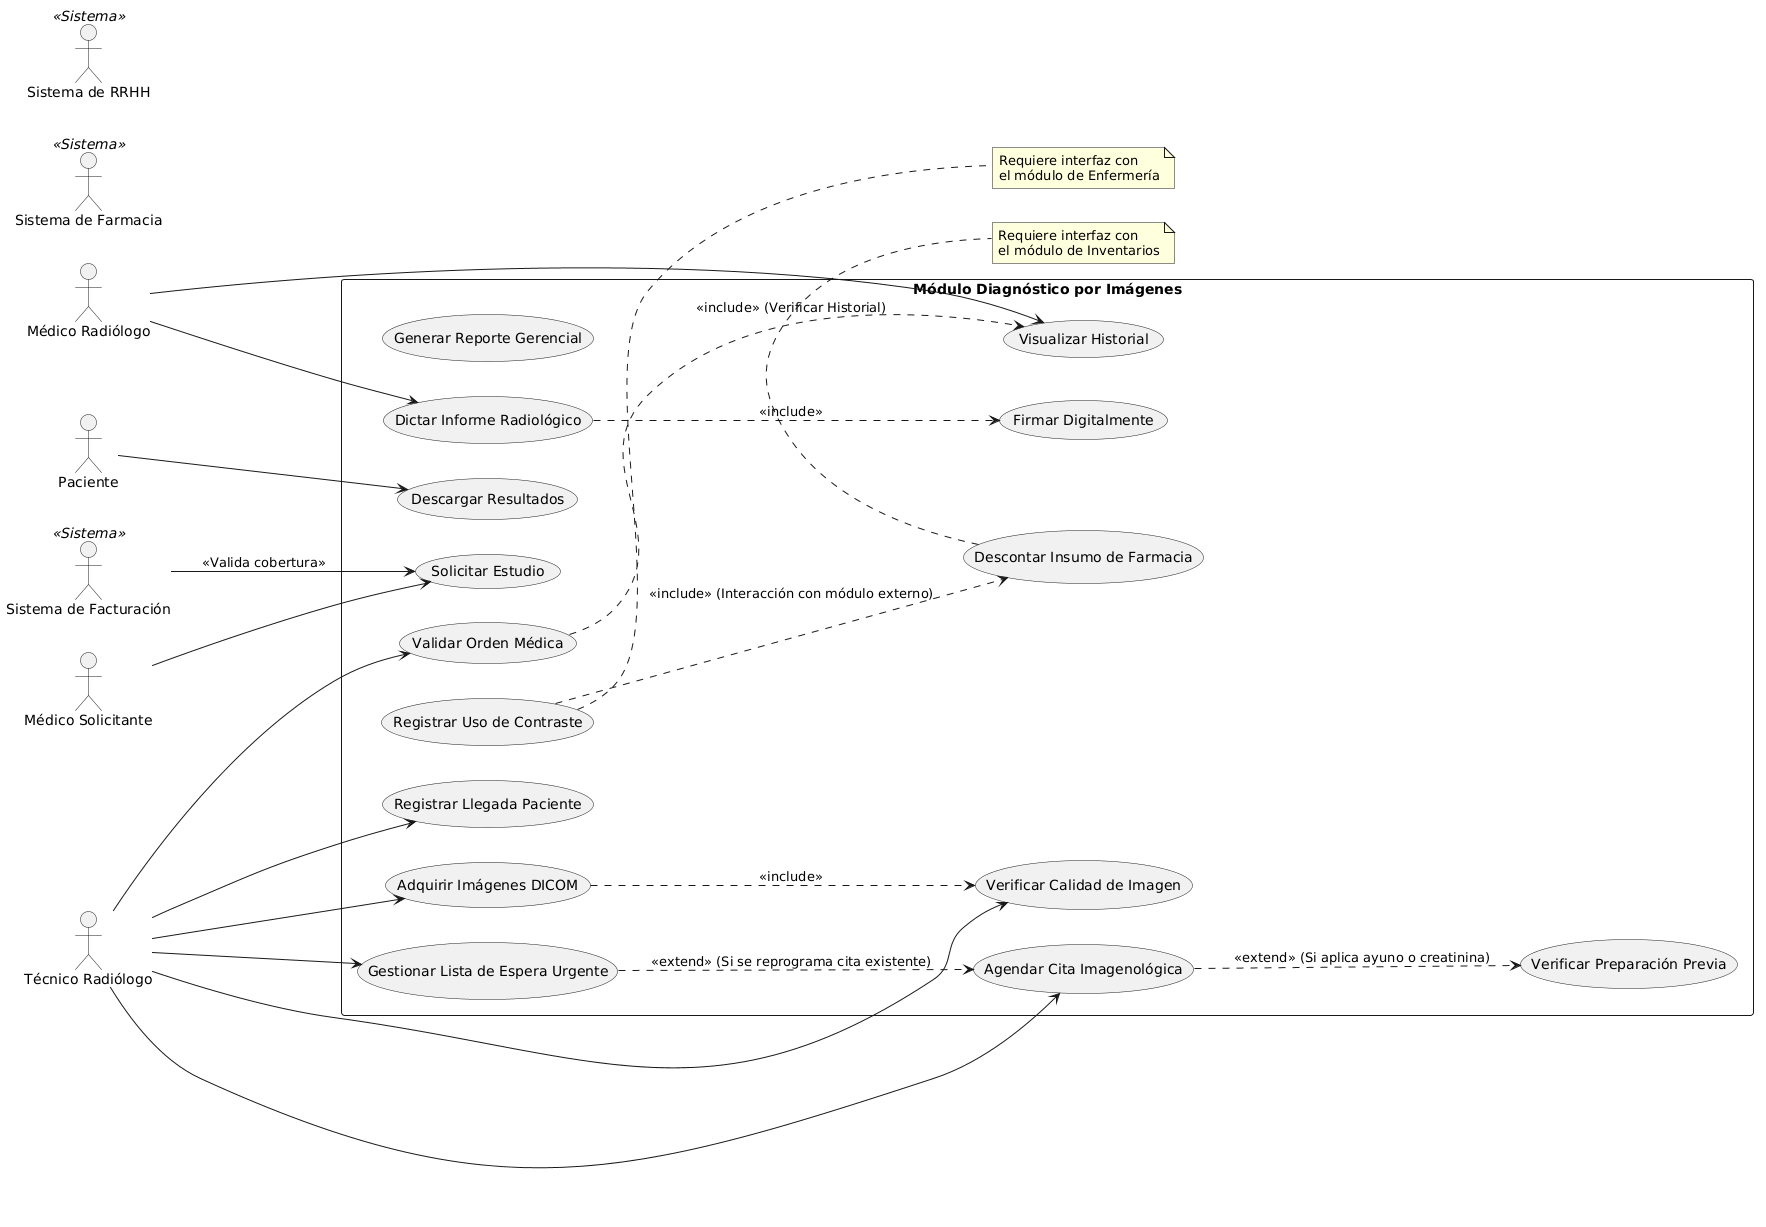 «Sistema»
Sistema de RRHH
«Sistema»
Sistema de Farmacia
Médico Radiólogo
Paciente
«Sistema»
Sistema de Facturación
Médico Solicitante
Técnico Radiólogo
«Valida cobertura»
Requiere interfaz con
el módulo de Enfermería
Requiere interfaz con
el módulo de Inventarios
Módulo Diagnóstico por Imágenes
«include» (Verificar Historial)
Generar Reporte Gerencial
Visualizar Historial
Dictar Informe Radiológico
«include»
Firmar Digitalmente
Descargar Resultados
Solicitar Estudio
Descontar Insumo de Farmacia
«include» (Interacción con módulo externo)
Validar Orden Médica
Registrar Uso de Contraste
Registrar Llegada Paciente
Adquirir Imágenes DICOM
«include»
Verificar Calidad de Imagen
Gestionar Lista de Espera Urgente
«extend» (Si se reprograma cita existente)
Agendar Cita Imagenológica
«extend» (Si aplica ayuno o creatinina)
Verificar Preparación Previa